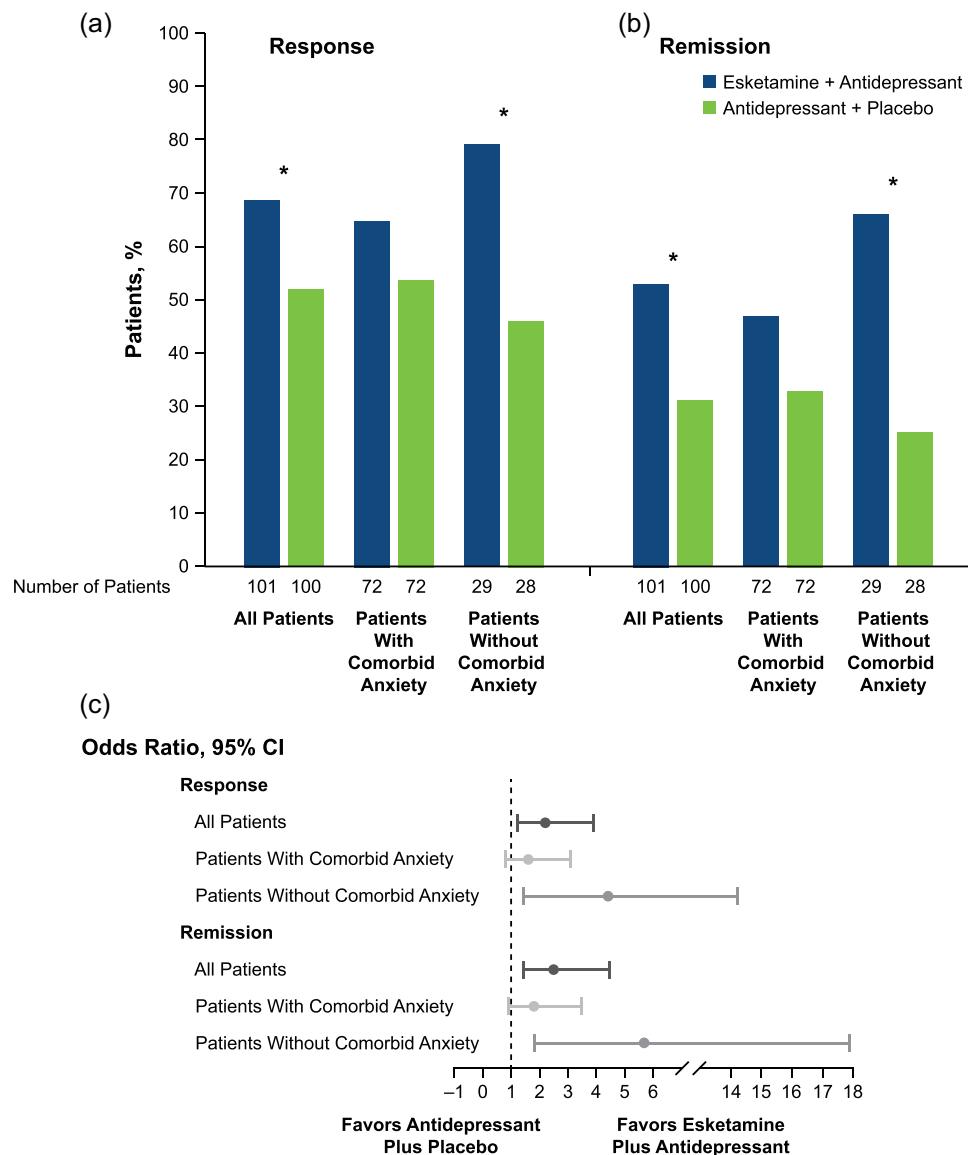 (a)
(b)
Response
Remission
Esketamine + Antidepressant
Antidepressant + Placebo
Patients, %
100
90
80
70
60
50
40
30
20
10
0
*
*
*
*
Number of Patients
101 100 72 72 29 28 101 100 72 72 29 28
All Patients
Patients
With
Comorbid
Anxiety
Patients
Without
Comorbid
Anxiety
All Patients
Patients
With
Comorbid
Anxiety
Patients
Without
Comorbid
Anxiety
(c)
Odds Ratio, 95% CI
Response
All Patients
Patients With Comorbid Anxiety
Patients Without Comorbid Anxiety
Remission
All Patients
Patients With Comorbid Anxiety
Patients Without Comorbid Anxiety
–1 0 1 2 3 4 5 6 14 15 16 17 18
Favors Antidepressant
Plus Placebo
Favors Esketamine
Plus Antidepressant